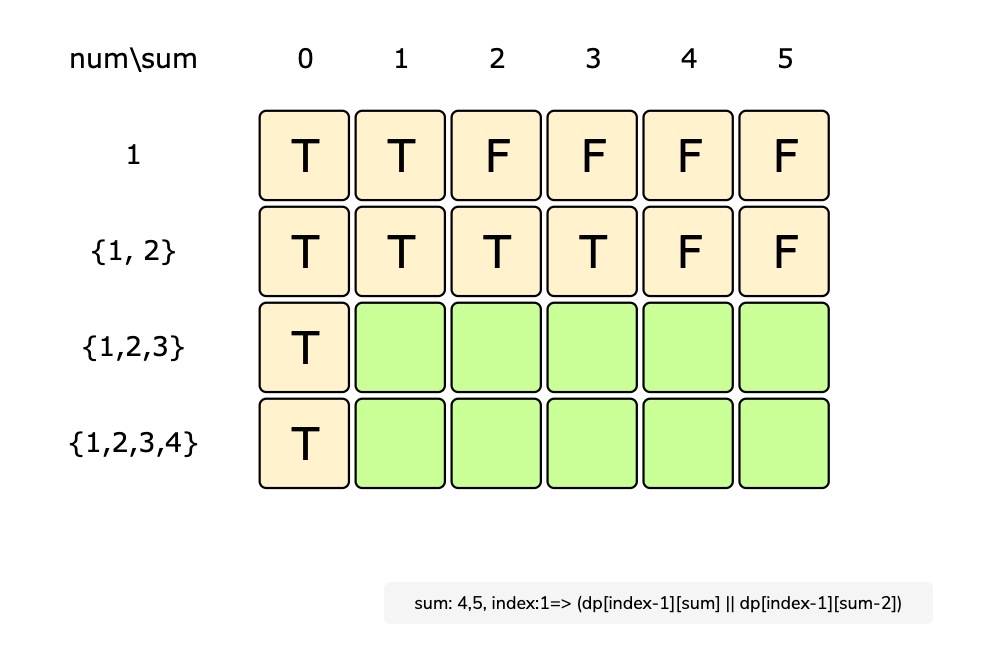 num\sum 0 1 2 3 4 5
1 T T F F F F
{1, 2} T T T T F F
{1,2,3} T
{1,2,3,4} T
sum: 4,5, index:1=> (dp[index-1][sum] || dp[index-1][sum-2])